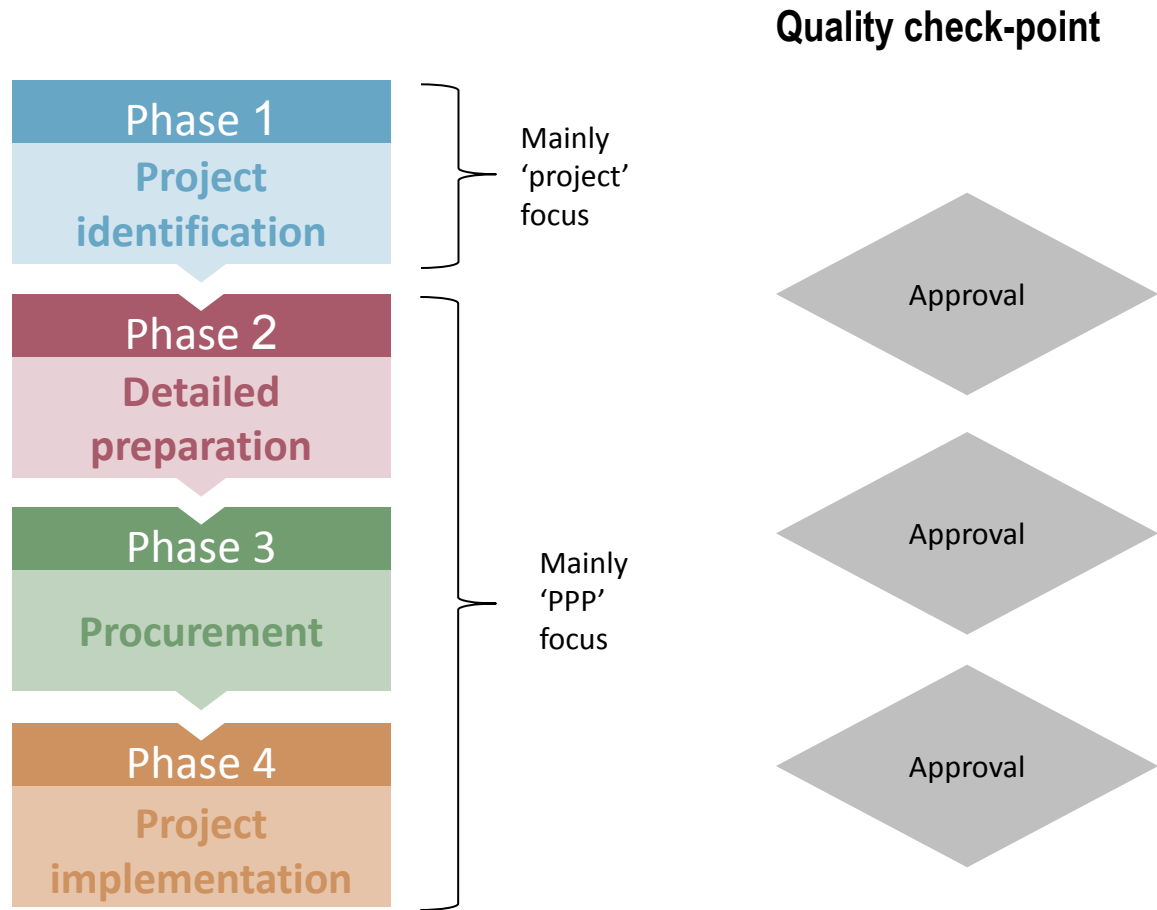 Quality check-point
Phase 1
Project
identification
Mainly
‘project’
focus
Approval
Phase 2
Detailed
preparation
Phase 3
Procurement
Mainly
‘PPP’
focus
Approval
Phase 4
Project
implementation
Approval